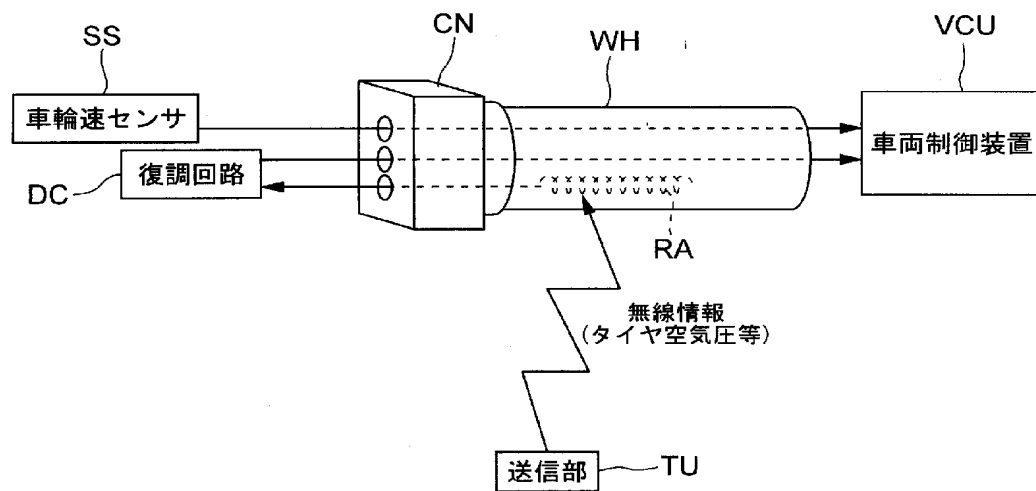 SS
CN
WH
VCU
車輪速センサ
復調回路
DC
車両制御装置
RA
無線情報
(タイヤ空気圧等)
送信部
TU